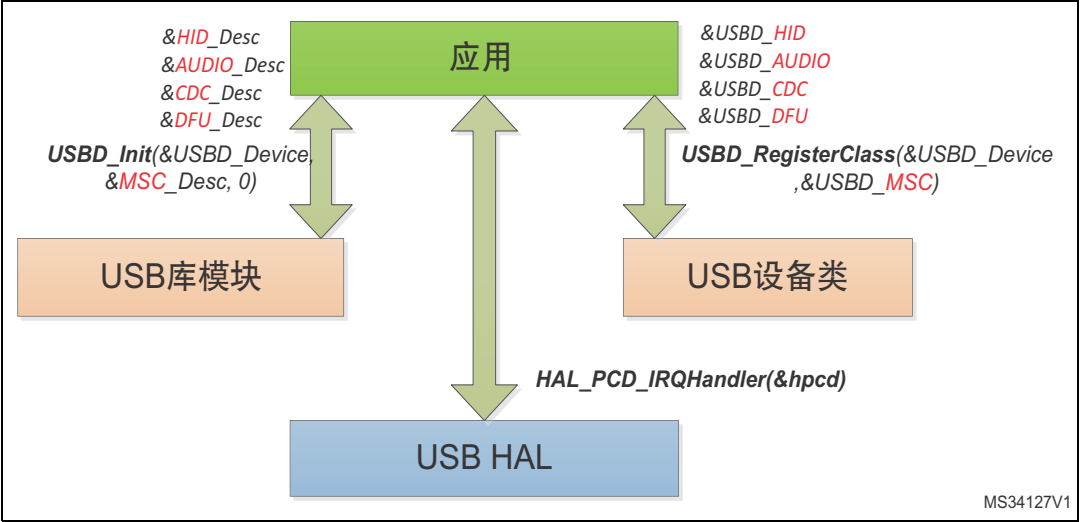 &HID_Desc
&AUDIO_Desc
&CDC_Desc
&DFU_Desc
USBD_Init(&USBD_Device,
&MSC_Desc, 0)
应用
&USBD_HID
&USBD_AUDIO
&USBD_CDC
&USBD_DFU
USBD_RegisterClass(&USBD_Device
,&USBD_MSC)
USB库模块
USB设备类
HAL_PCD_IRQHandler(&hpcd)
USB HAL
MS34127V1